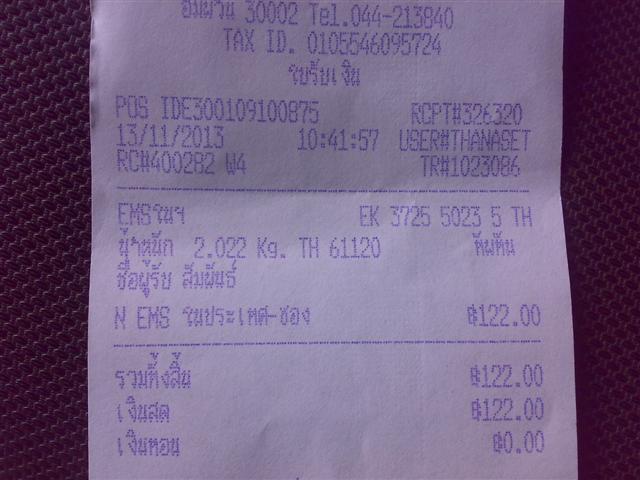 30002 Tel.044-213840
TAX ID. 0105546095724
ใบรับเงิน
POS IDE300109100875 RCPT#326320
13/11/2013 10:41:57 USER#THANASET
RC#400282 W4 TR#1023086
EMSในฯ EK 3725 5023 5 TH
น้ำหนัก 2.022 Kg. TH 61120 ทัพทัน
ชื่อผู้รับ สัมพันธ์
N EMS ในประเทศ-ซอง ฿122.00
รวมทั้งสิ้น ฿122.00
เงินสด ฿122.00
เงินทอน ฿0.00